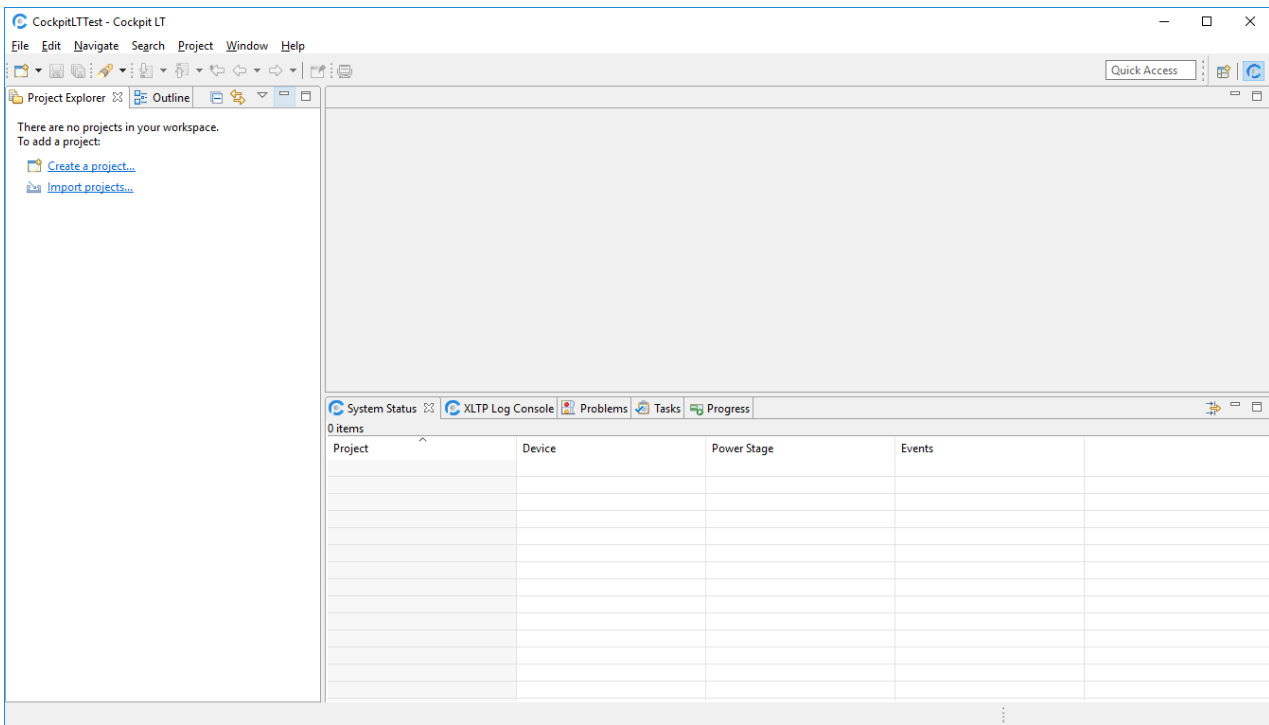 CockpitLTTest - Cockpit LT
File Edit Navigate Search Project Window Help
Quick Access
Project Explorer Outline
There are no projects in your workspace.
To add a project:
Create a project...
Import projects...
System Status XLTP Log Console Problems Tasks Progress
0 items
Project Device Power Stage Events